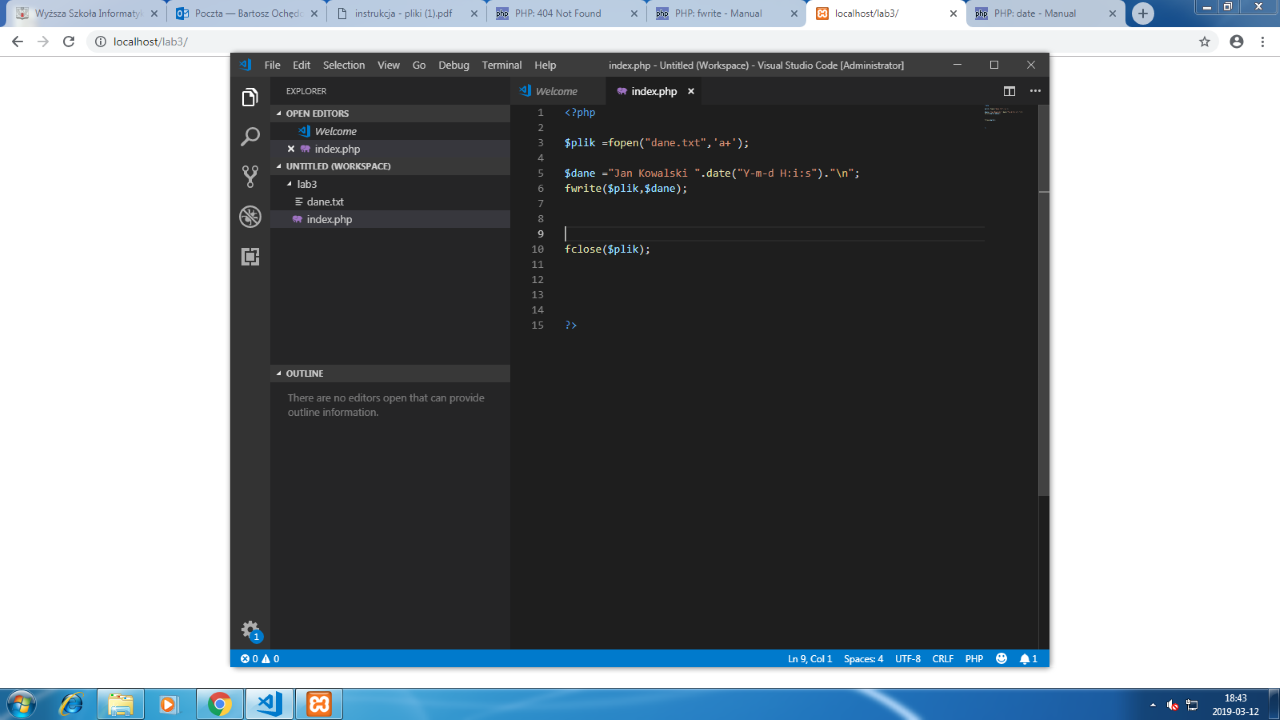 Wyższa Szkoła Informatyk
Poczta — Bartosz Ochędo
instrukcja - pliki (1).pdf
PHP: 404 Not Found
PHP: fwrite - Manual
localhost/lab3/
PHP: date - Manual
localhost/lab3/
File Edit Selection View Go Debug Terminal Help
index.php - Untitled (Workspace) - Visual Studio Code [Administrator]
EXPLORER
OPEN EDITORS
Welcome
index.php
UNTITLED (WORKSPACE)
lab3
dane.txt
index.php
OUTLINE
There are no editors open that can provide
outline information.
Welcome
index.php
1 <?php
2
3 $plik =fopen("dane.txt",'a+');
4
5 $dane ="Jan Kowalski ".date("Y-m-d H:i:s")."\n";
6 fwrite($plik,$dane);
7
8
9
10 fclose($plik);
11
12
13
14
15 ?>
1
0 0
Ln 9, Col 1 Spaces: 4 UTF-8 CRLF PHP 1
18:43
2019-03-12